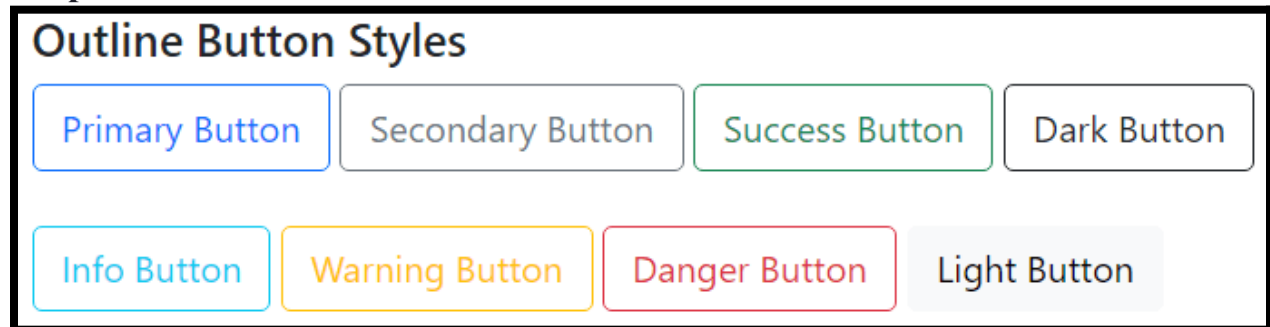 Outline Button Styles
Primary Button Secondary Button Success Button Dark Button
Info Button Warning Button Danger Button Light Button